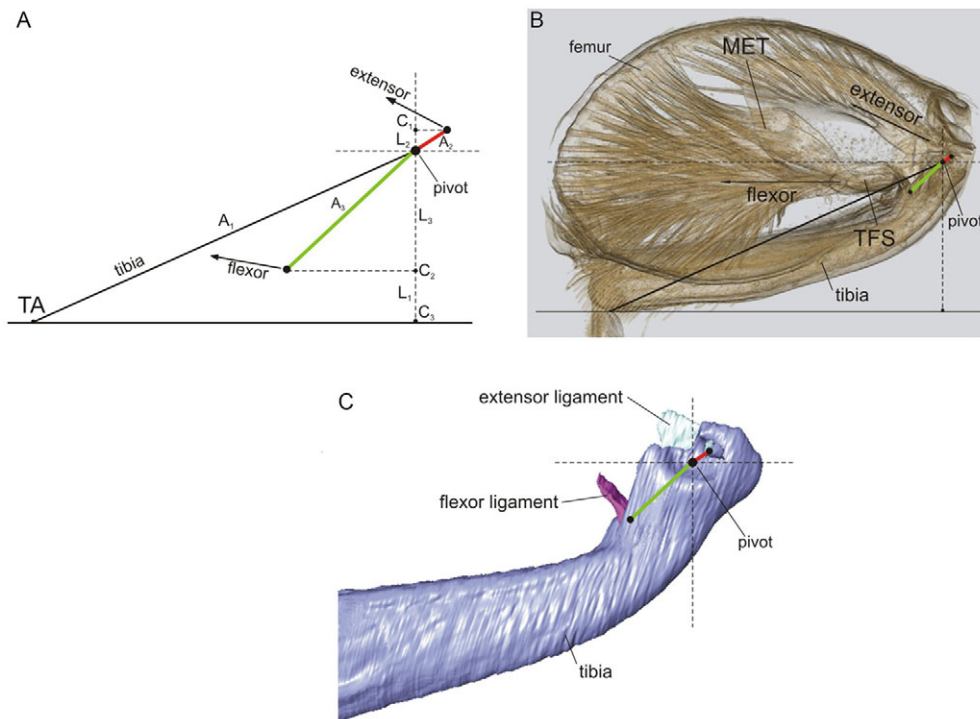 A
extensor
C1
L2
A2
pivot
A3
L3
A1
tibia
flexor
C2
L1
TA
C3
B
femur
MET
extensor
flexor
pivot
TFS
tibia
C
extensor ligament
flexor ligament
pivot
tibia